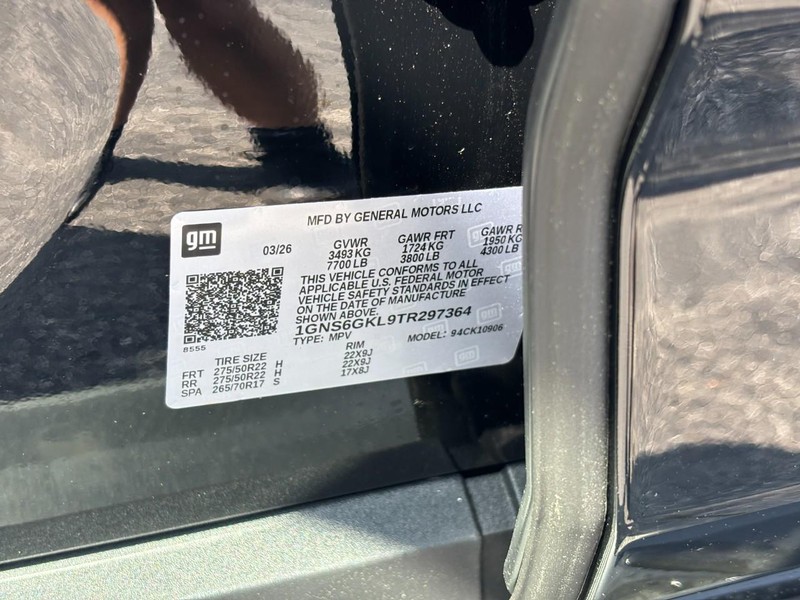 gm
MFD BY GENERAL MOTORS LLC
03/26
GVWR
3493 KG
7700 LB
GAWR FRT
1724 KG
3800 LB
GAWR R
1950 KG
4300 LB
THIS VEHICLE CONFORMS TO ALL
APPLICABLE U.S. FEDERAL MOTOR
VEHICLE SAFETY STANDARDS IN EFFECT
ON THE DATE OF MANUFACTURE
SHOWN ABOVE.
1GNS6GKL9TR297364
TYPE: MPV
MODEL: 94CK10906
8555
TIRE SIZE RIM
FRT 275/50R22 H 22X9J
RR 275/50R22 H 22X9J
SPA 265/70R17 S 17X8J